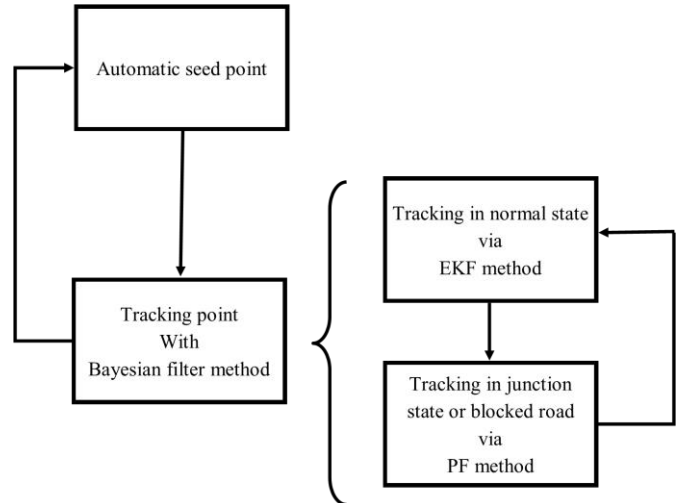 Automatic seed point
Tracking point
With
Bayesian filter method
Tracking in normal state
via
EKF method
Tracking in junction
state or blocked road
via
PF method